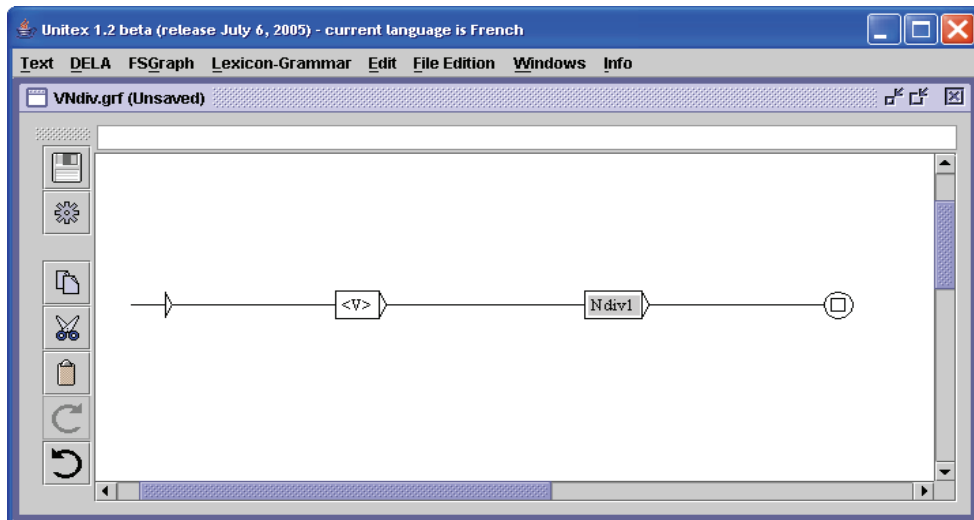 Unitex 1.2 beta (release July 6, 2005) - current language is French
Text DELA FSGraph Lexicon-Grammar Edit File Edition Windows Info
VNdiv.grf (Unsaved)
<V> Ndiv1